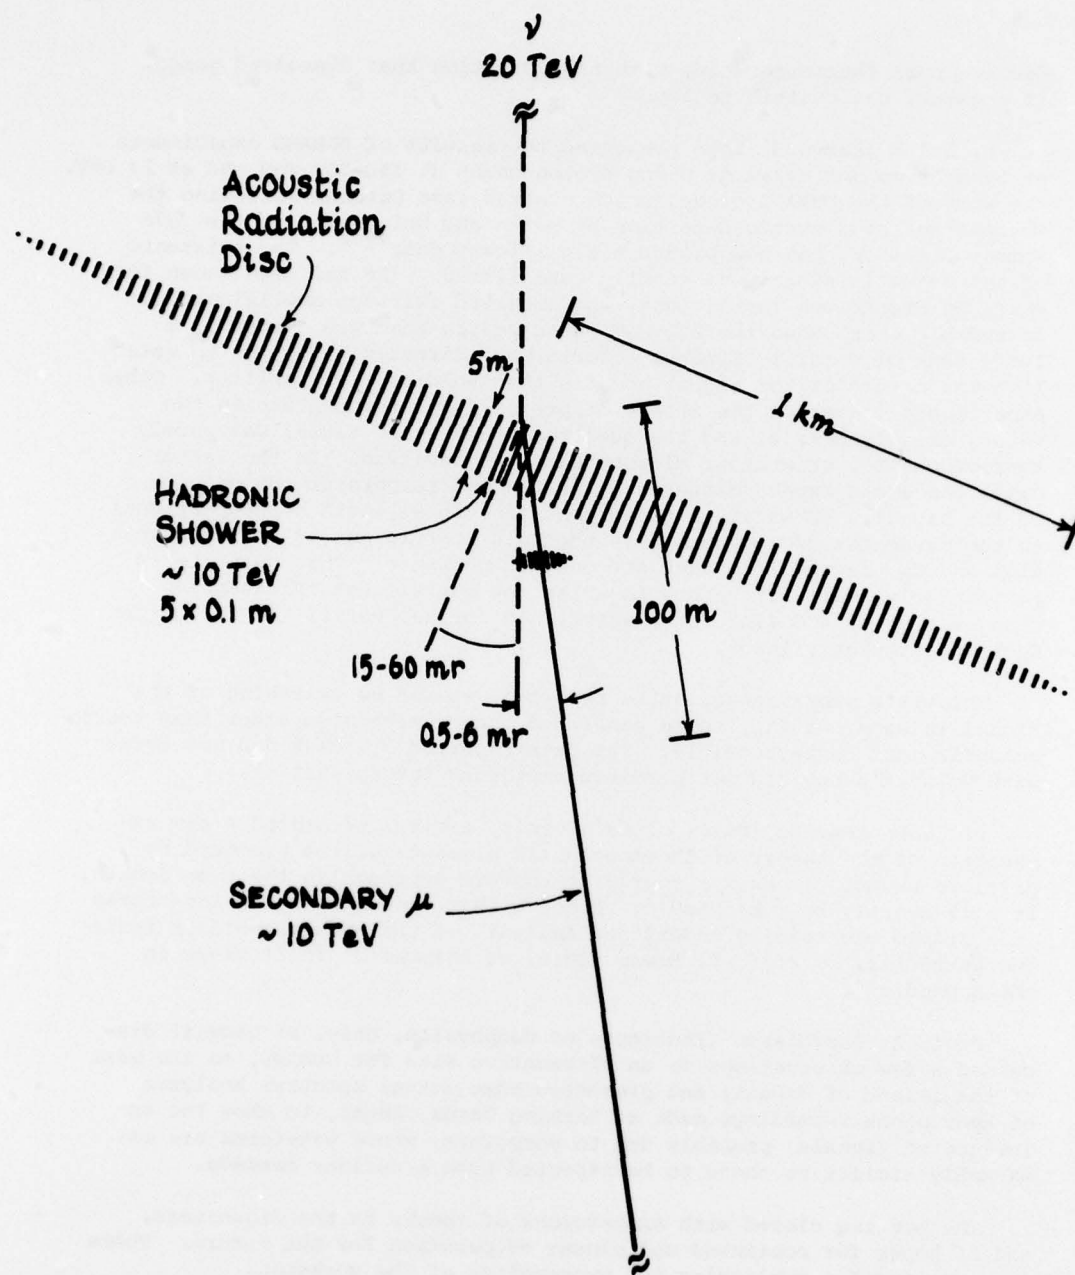 ν
20 TeV
ACOUSTIC
RADIATION
DISC
5m
1 km
HADRONIC
SHOWER
~ 10 TeV
5 x 0.1 m
100 m
15-60 mr
0.5-6 mr
SECONDARY μ
~ 10 TeV